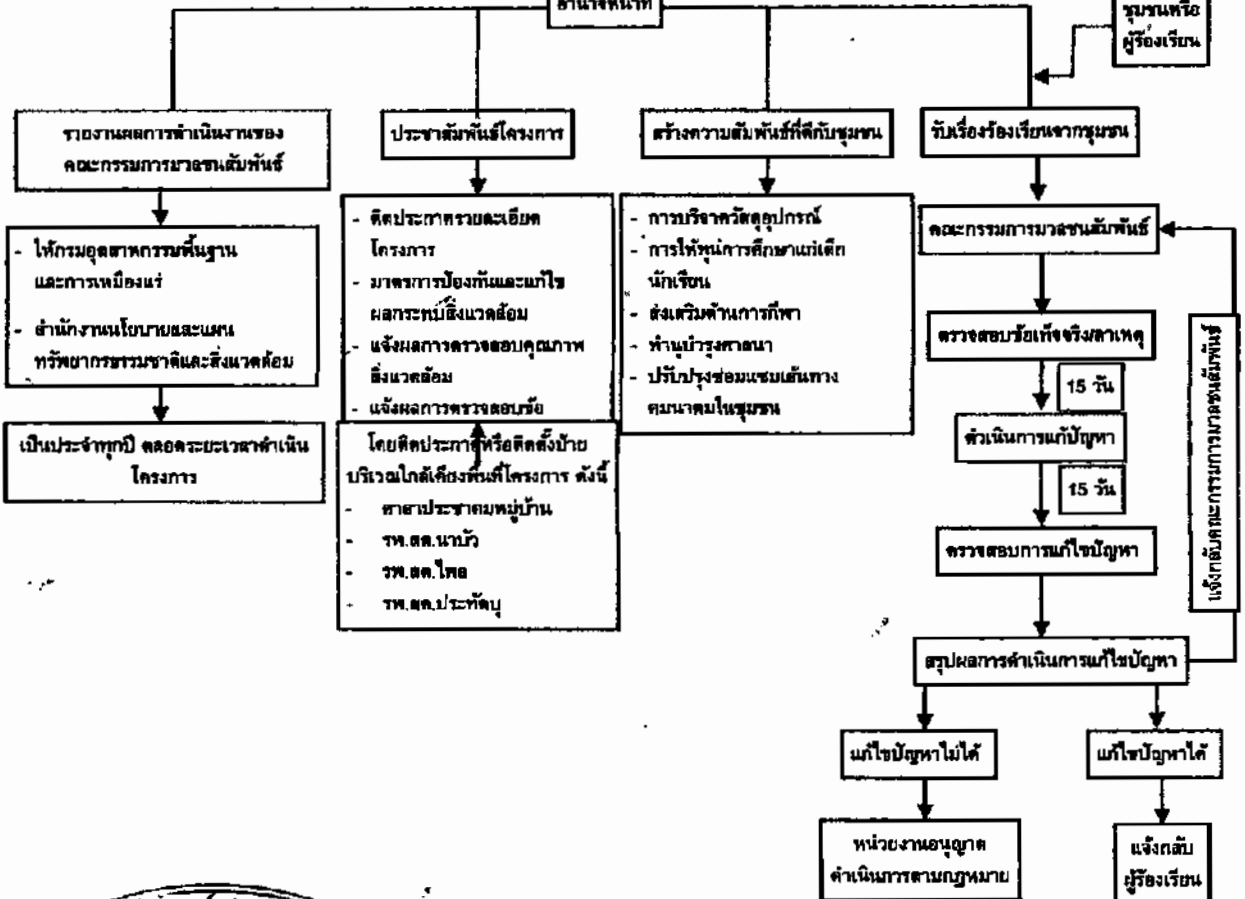 อำนาจหน้าที่
ชุมชนหรือ
ผู้ร้องเรียน
รายงานผลการดำเนินงานของ
คณะกรรมการมวลชนสัมพันธ์
- ให้กรมอุตสาหกรรมพื้นฐาน
และการเหมืองแร่
- สำนักงานนโยบายและแผน
ทรัพยากรธรรมชาติและสิ่งแวดล้อม
เป็นประจำทุกปี ตลอดระยะเวลาดำเนิน
โครงการ
ประชาสัมพันธ์โครงการ
- ติดประกาศรายละเอียด
โครงการ
- มาตรการป้องกันและแก้ไข
ผลกระทบสิ่งแวดล้อม
- แจ้งผลการตรวจสอบคุณภาพ
สิ่งแวดล้อม
- แจ้งผลการตรวจสอบข้อ
โดยติดประกาศหรือติดตั้งป้าย
บริเวณใกล้เคียงพื้นที่โครงการ ดังนี้
- ศาลาประชาคมหมู่บ้าน
- รพ.สต.นาบัว
- รพ.สต.ไพล
- รพ.สต.ประทัดบุ
สร้างความสัมพันธ์ที่ดีกับชุมชน
- การบริจาควัสดุอุปกรณ์
- การให้ทุนการศึกษาแก่เด็ก
นักเรียน
- ส่งเสริมด้านการกีฬา
- ทำนุบำรุงศาสนา
- ปรับปรุงซ่อมแซมเส้นทาง
คมนาคมในชุมชน
รับเรื่องร้องเรียนจากชุมชน
คณะกรรมการมวลชนสัมพันธ์
ตรวจสอบข้อเท็จจริง/สาเหตุ
15 วัน
ดำเนินการแก้ปัญหา
15 วัน
ตรวจสอบการแก้ไขปัญหา
แจ้งกลับคณะกรรมการมวลชนสัมพันธ์
สรุปผลการดำเนินการแก้ไขปัญหา
แก้ไขปัญหาไม่ได้
แก้ไขปัญหาได้
หน่วยงานอนุญาต
ดำเนินการตามกฎหมาย
แจ้งกลับ
ผู้ร้องเรียน